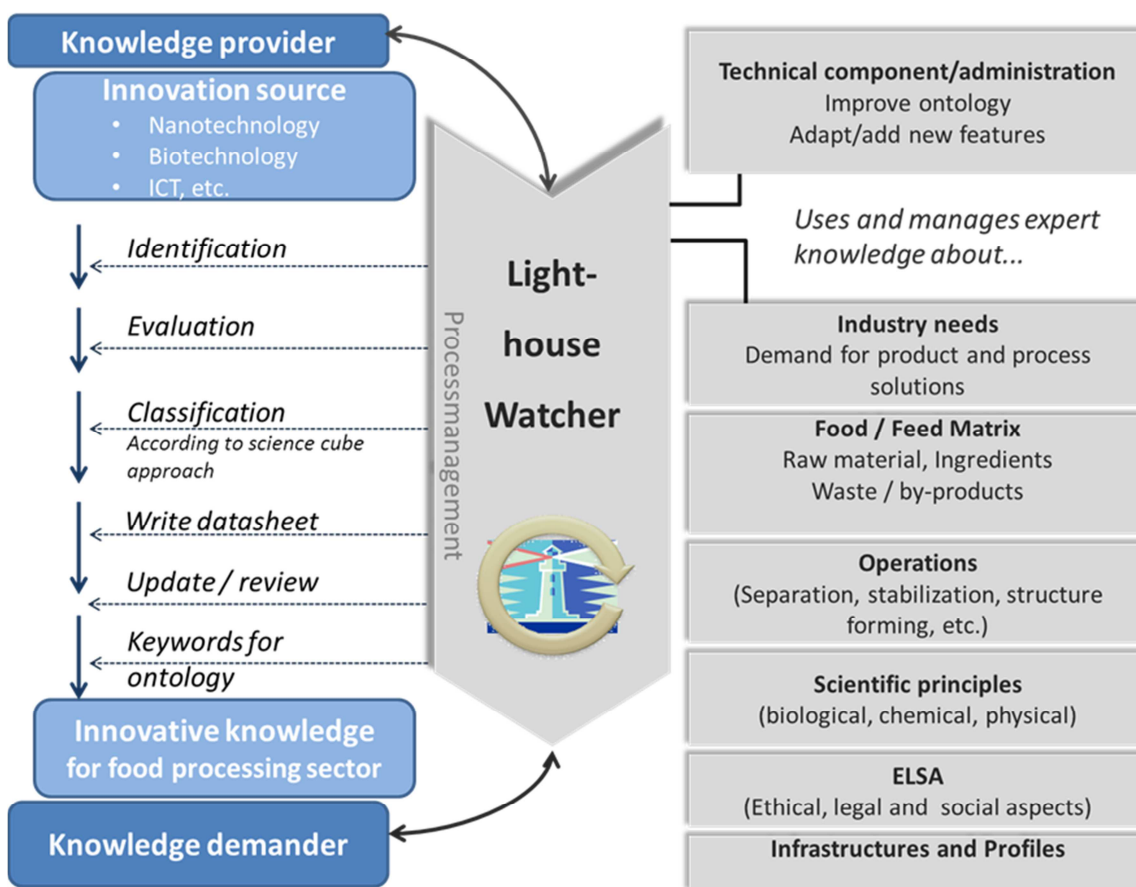 Knowledge provider
Innovation source
• Nanotechnology
• Biotechnology
• ICT, etc.
Identification
Evaluation
Classification
According to science cube
approach
Write datasheet
Update / review
Keywords for
ontology
Innovative knowledge
for food processing sector
Knowledge demander
Processmanagement
Light-
house
Watcher
Technical component/administration
Improve ontology
Adapt/add new features
Uses and manages expert
knowledge about...
Industry needs
Demand for product and process
solutions
Food / Feed Matrix
Raw material, Ingredients
Waste / by-products
Operations
(Separation, stabilization, structure
forming, etc.)
Scientific principles
(biological, chemical, physical)
ELSA
(Ethical, legal and social aspects)
Infrastructures and Profiles